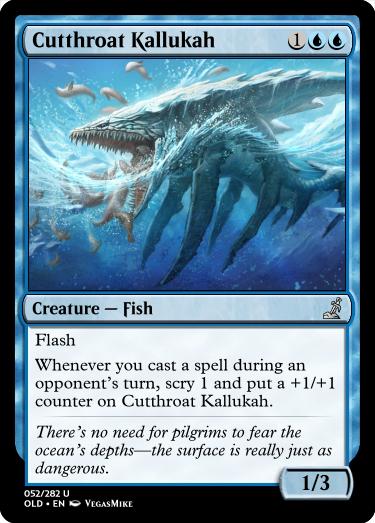 Cutthroat Kallukah 1
Creature — Fish
Flash
Whenever you cast a spell during an
opponent's turn, scry 1 and put a +1/+1
counter on Cutthroat Kallukah.
There's no need for pilgrims to fear the
ocean's depths—the surface is really just as
dangerous.
1/3
052/282 U
OLD • EN VegasMike